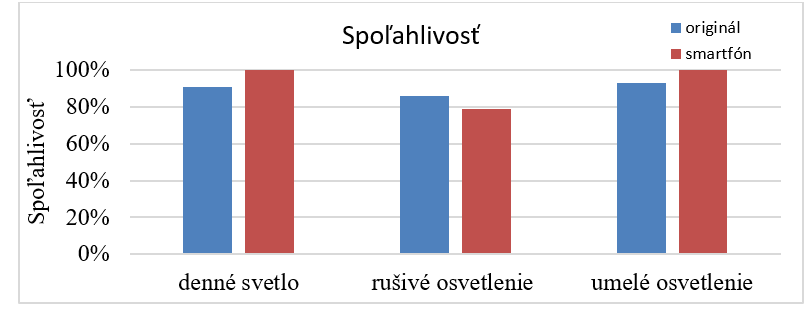 Spoľahlivosť
originál
smartfón
Spoľahlivosť
100%
80%
60%
40%
20%
0%
denné svetlo
rušivé osvetlenie
umelé osvetlenie